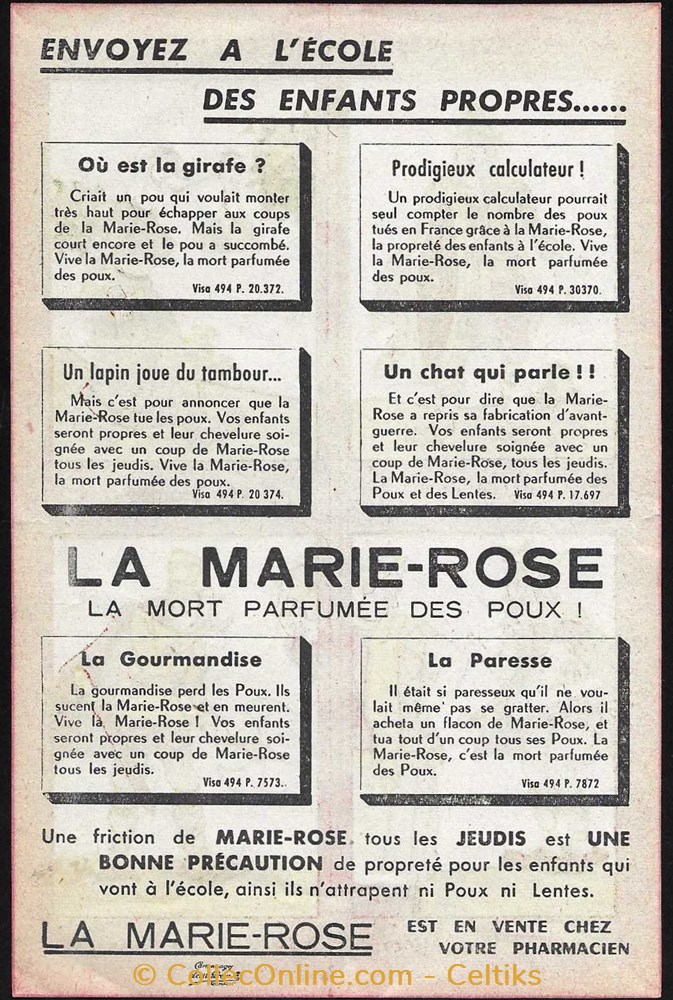 ENVOYEZ A L'ÉCOLE
DES ENFANTS PROPRES......
Où est la girafe ?
Criait un pou qui voulait monter
très haut pour échapper aux coups
de la Marie-Rose. Mais la girafe
court encore et le pou a succombé.
Vive la Marie-Rose, la mort parfumée
des poux.
Visa 494 P. 20.372.
Prodigieux calculateur !
Un prodigieux calculateur pourrait
seul compter le nombre des poux
tués en France grâce à la Marie-Rose,
la propreté des enfants à l'école. Vive
la Marie-Rose, la mort parfumée
des poux.
Visa 494 P. 30370.
Un lapin joue du tambour...
Mais c'est pour annoncer que la
Marie-Rose tue les poux. Vos enfants
seront propres et leur chevelure soi-
gnée avec un coup de Marie-Rose
tous les jeudis. Vive la Marie-Rose,
la mort parfumée des poux.
Visa 494 P. 20 374.
Un chat qui parle ! !
Et c'est pour dire que la Marie-
Rose a repris sa fabrication d'avant-
guerre. Vos enfants seront propres
et leur chevelure soignée avec un
coup de Marie-Rose, tous les jeudis.
La Marie-Rose, la mort parfumée des
Poux et des Lentes. Visa 494 P. 17.697
LA MARIE-ROSE
LA MORT PARFUMÉE DES POUX !
La Gourmandise
La gourmandise perd les Poux. Ils
sucent la Marie-Rose et en meurent.
Vive là Marie-Rose ! Vos enfants
seront propres et leur chevelure soi-
gnée avec un coup de Marie-Rose
tous les jeudis.
Visa 494 P. 7573..
La Paresse
Il était si paresseux qu'il ne vou-
lait même pas se gratter. Alors il
acheta un flacon de Marie-Rose, et
tua tout d'un coup tous ses Poux. La
Marie-Rose, c'est la mort parfumée
des Poux.
Visa 494 P. 7872
Une friction de MARIE-ROSE tous les JEUDIS est UNE
BONNE PRÉCAUTION de propreté pour les enfants qui
vont à l'école, ainsi ils n'attrapent ni Poux ni Lentes.
LA MARIE-ROSE
EST EN VENTE CHEZ
VOTRE PHARMACIEN
© CollecOnline.com - Celtiks